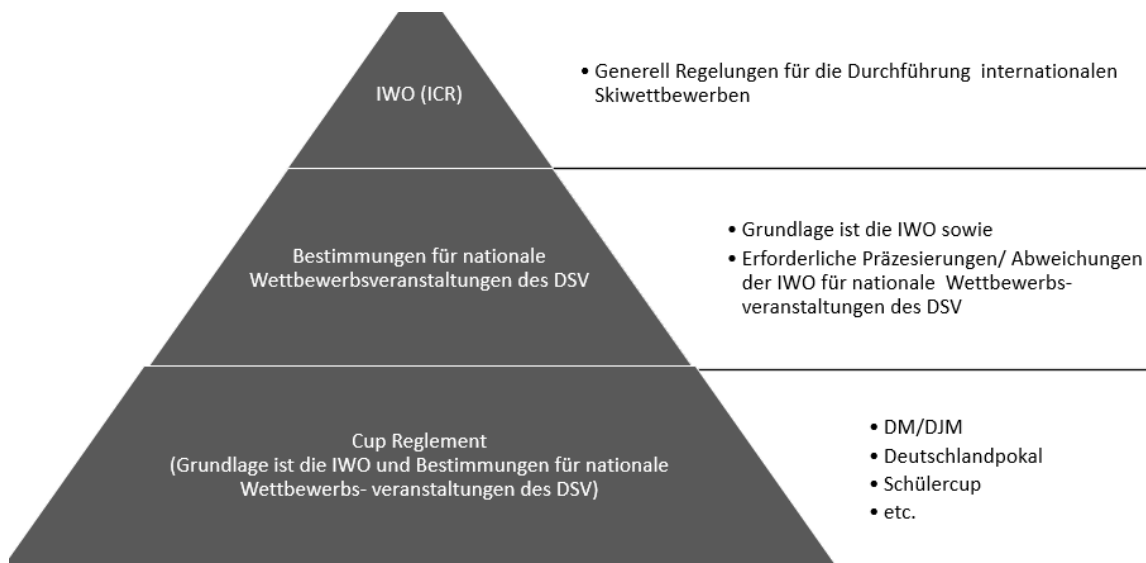 IWO (ICR)
• Generell Regelungen für die Durchführung internationalen
Skiwettbewerben
Bestimmungen für nationale
Wettbewerbsveranstaltungen des DSV
• Grundlage ist die IWO sowie
• Erforderliche Präzesierungen/ Abweichungen
der IWO für nationale Wettbewerbs-
veranstaltungen des DSV
Cup Reglement
(Grundlage ist die IWO und Bestimmungen für nationale
Wettbewerbs- veranstaltungen des DSV)
• DM/DJM
• Deutschlandpokal
• Schülercup
• etc.